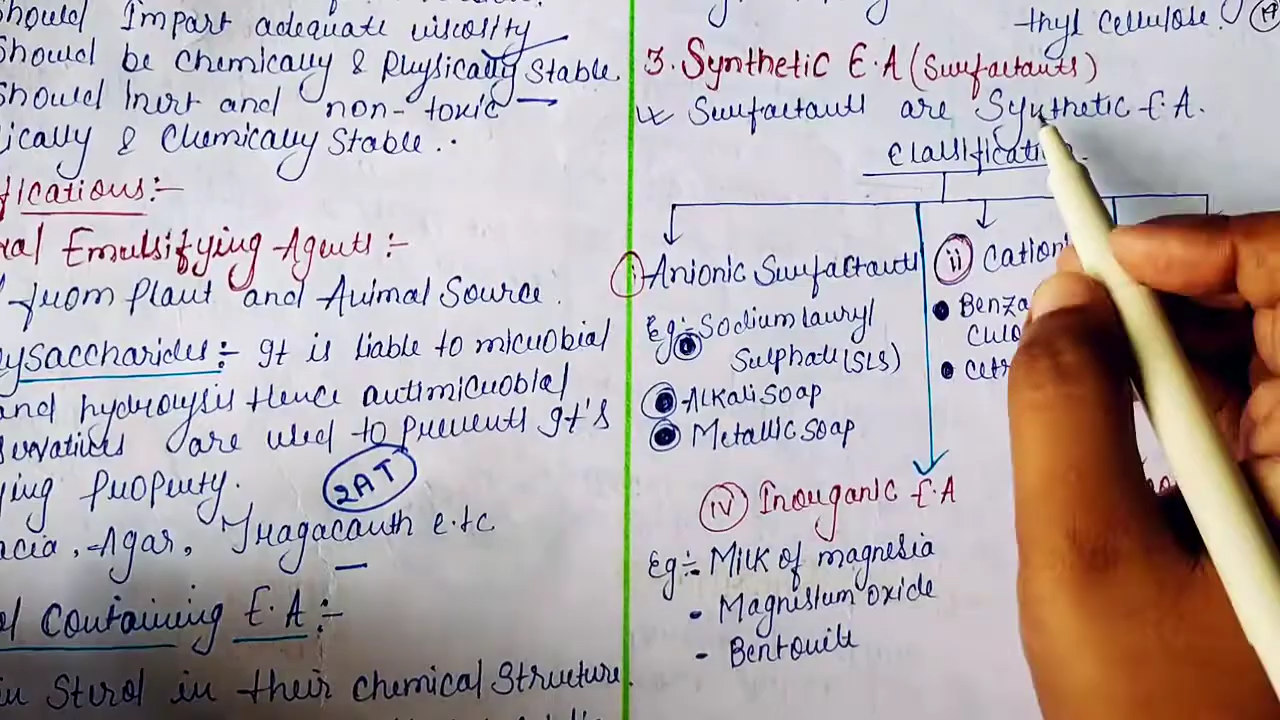 should Impart adequate viscosity
should be chemically & Physically Stable.
should Inert and non-toxic
ically & Chemically Stable..
fications:-
ral Emulsifying Agents:-
from Plant and Animal Source.
ysaccharides:- It is liable to microbial
and hydrolysis Hence antimicrobial
servatives are used to prevents It's
ying Property.
2AT
acia, Agar, Tragacanth e.tc
ol Containing E.A:-
in Sterol in their chemical Structure.
thyl cellulose.
3. Synthetic E.A (Surfactants)
Surfactants are Synthetic E.A.
Classification
i Anionic Surfactants
Eg:- Sodium lauryl
Sulphate (SLS)
Alkali Soap
Metallic Soap
ii Cation
Benza
Cetr
iv Inorganic E.A
Eg:- Milk of magnesia
- Magnesium oxide
- Bentonite